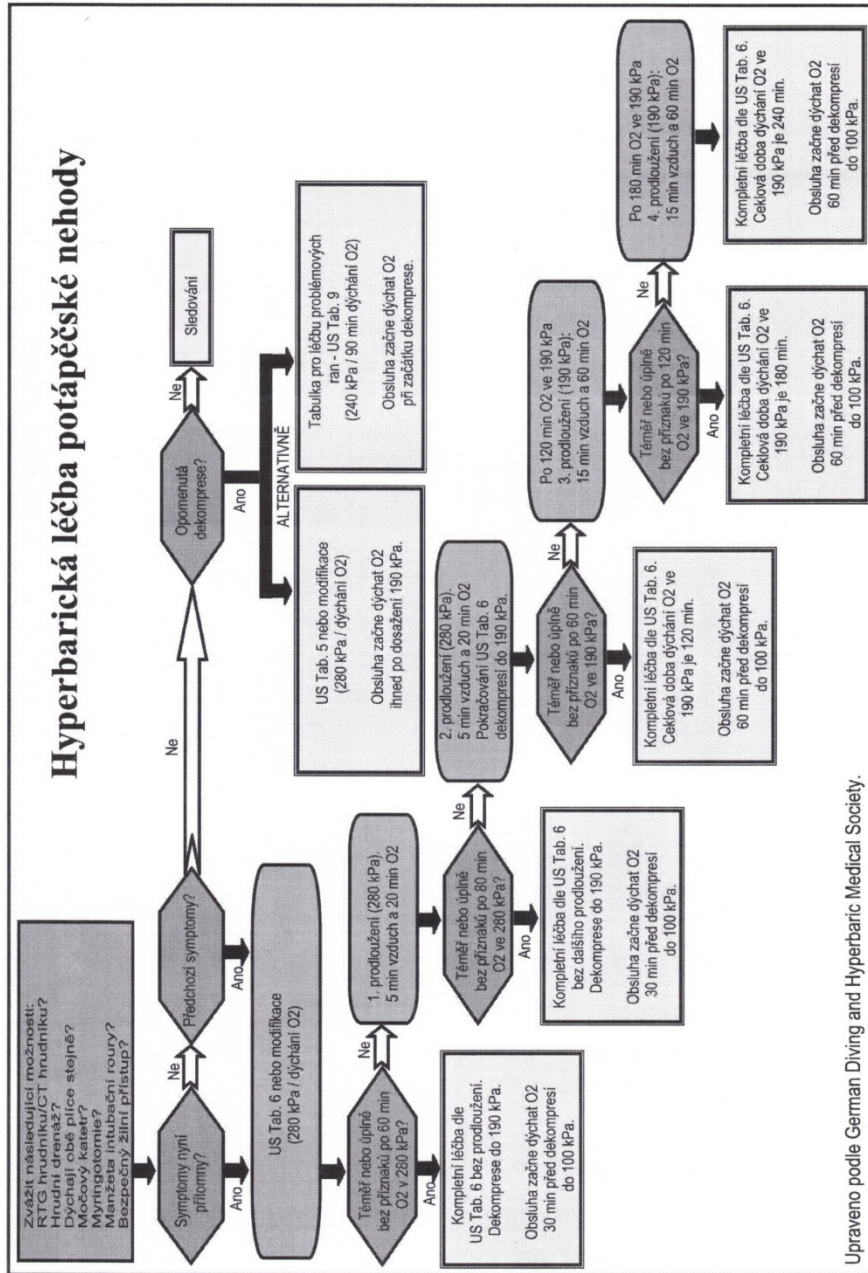 Hyperbarická léčba potápěčské nehody
Zvážit následující možnosti:
RTG hrudníku/CT hrudníku?
Hrudní drenáž?
Dýchají obě plíce stejně?
Močový katetr?
Myringotomie?
Manžeta intubační roury?
Bezpečný žilní přístup?
Symptomy nyní
přítomny?
Ne
Předchozí symptomy?
Ne
Opomenutá
dekomprese?
Ne
Sledování
Ano
Ano
Ano
ALTERNATIVNĚ
US Tab. 6 nebo modifikace
(280 kPa / dýchání O2)
US Tab. 5 nebo modifikace
(280 kPa / dýchání O2)
Obsluha začne dýchat O2
ihned po dosažení 190 kPa.
Tabulka pro léčbu problémových
ran - US Tab. 9
(240 kPa / 90 min dýchání O2)
Obsluha začne dýchat O2
při začátku dekomprese.
Téměř nebo úplně
bez příznaků po 60 min
O2 v 280 kPa?
Ne
1. prodloužení (280 kPa).
5 min vzduch a 20 min O2
Ano
Kompletní léčba dle
US Tab. 6 bez prodloužení.
Dekomprese do 190 kPa.
Obsluha začne dýchat O2
30 min před dekompresí
do 100 kPa.
Téměř nebo úplně
bez příznaků po 80 min
O2 ve 280 kPa?
Ne
2. prodloužení (280 kPa).
5 min vzduch a 20 min O2
Pokračování US Tab. 6
dekompresí do 190 kPa.
Ano
Kompletní léčba dle US Tab. 6
bez dalšího prodloužení.
Dekomprese do 190 kPa.
Obsluha začne dýchat O2
30 min před dekompresí
do 100 kPa.
Téměř nebo úplně
bez příznaků po 60 min
O2 ve 190 kPa?
Ne
Po 120 min O2 ve 190 kPa
3. prodloužení (190 kPa):
15 min vzduch a 60 min O2
Ano
Kompletní léčba dle US Tab. 6.
Ceklová doba dýchání O2 ve
190 kPa je 120 min.
Obsluha začne dýchat O2
60 min před dekompresí
do 100 kPa.
Téměř nebo úplně
bez příznaků po 120 min
O2 ve 190 kPa?
Ne
Po 180 min O2 ve 190 kPa
4. prodloužení (190 kPa):
15 min vzduch a 60 min O2
Ano
Kompletní léčba dle US Tab. 6.
Ceklová doba dýchání O2 ve
190 kPa je 180 min.
Obsluha začne dýchat O2
60 min před dekompresí
do 100 kPa.
Kompletní léčba dle US Tab. 6.
Ceklová doba dýchání O2 ve
190 kPa je 240 min.
Obsluha začne dýchat O2
60 min před dekompresí
do 100 kPa.
Upraveno podle German Diving and Hyperbaric Medical Society.